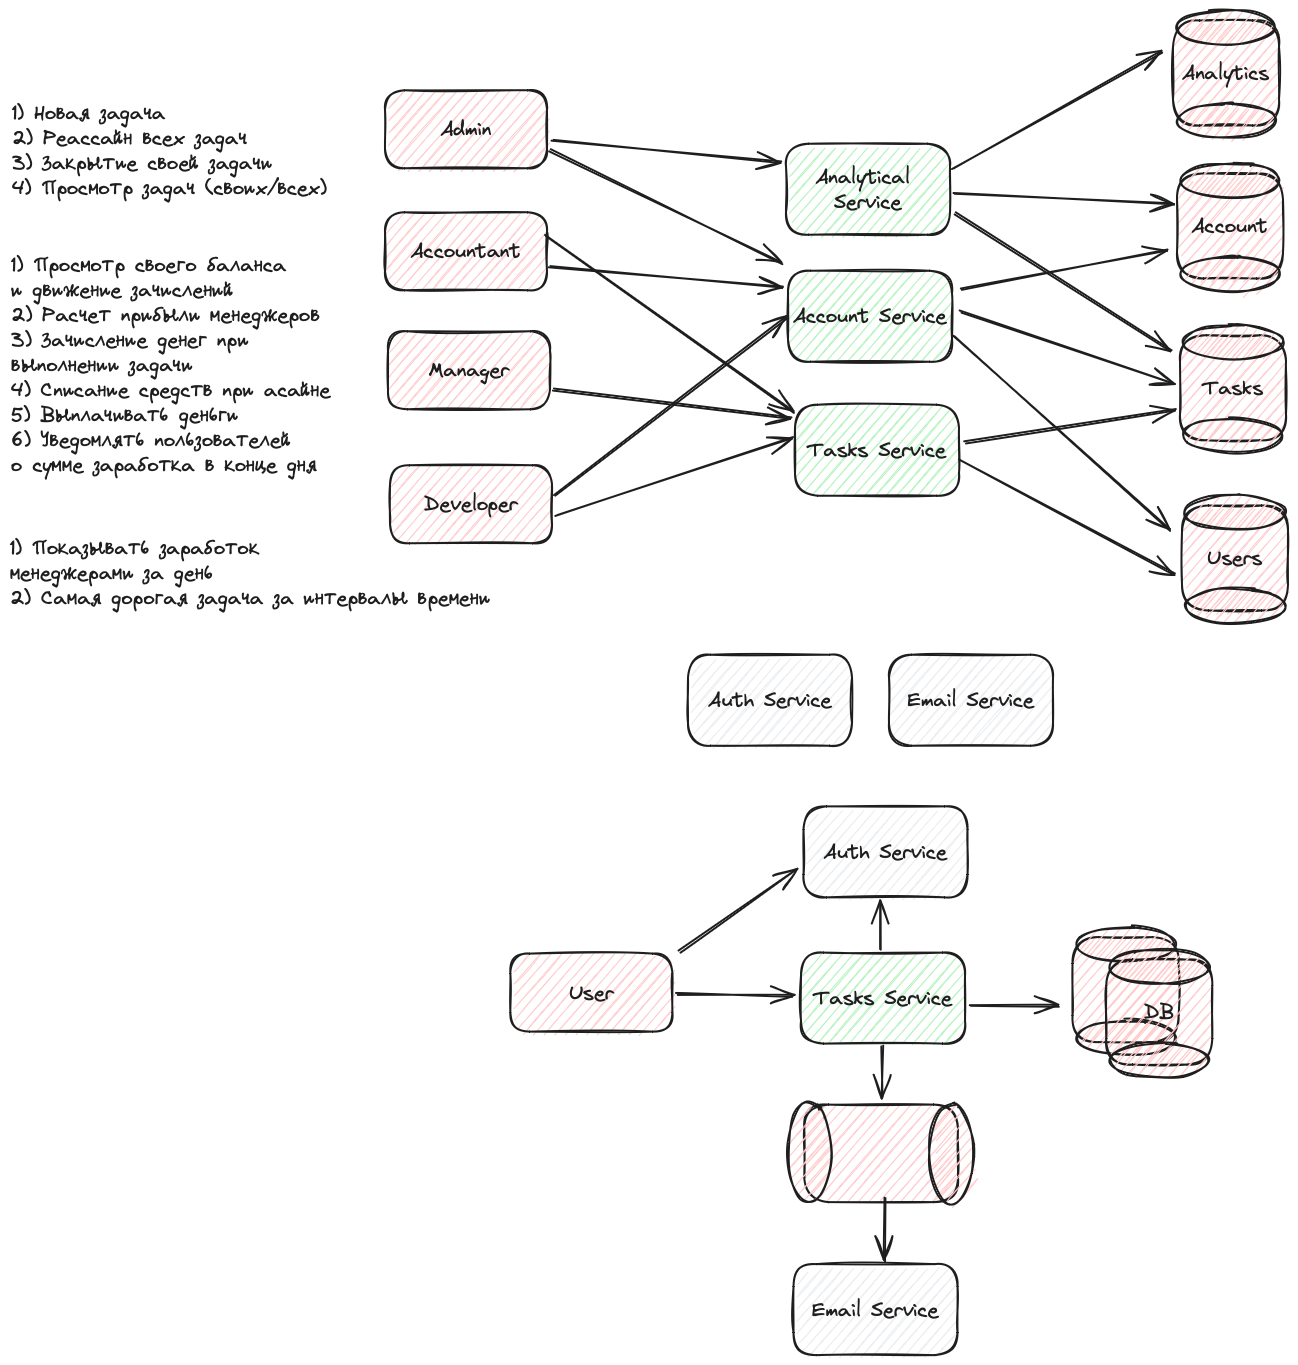 1) Новая задача
2) Реассайн всех задач
3) Закрытие своей задачи
4) Просмотр задач (своих/всех)
1) Просмотр своего баланса
и движение зачислений
2) Расчет прибыли менеджеров
3) Зачисление денег при
выполнении задачи
4) Списание средств при асайне
5) Выплачивать деньги
6) Уведомлять пользователей
о сумме заработка в конце дня
1) Показывать заработок
менеджерами за день
2) Самая дорогая задача за интервалы времени
Admin
Accountant
Manager
Developer
Analytical
Service
Account Service
Tasks Service
Analytics
Account
Tasks
Users
Auth Service
Email Service
Auth Service
User
Tasks Service
DB
Email Service